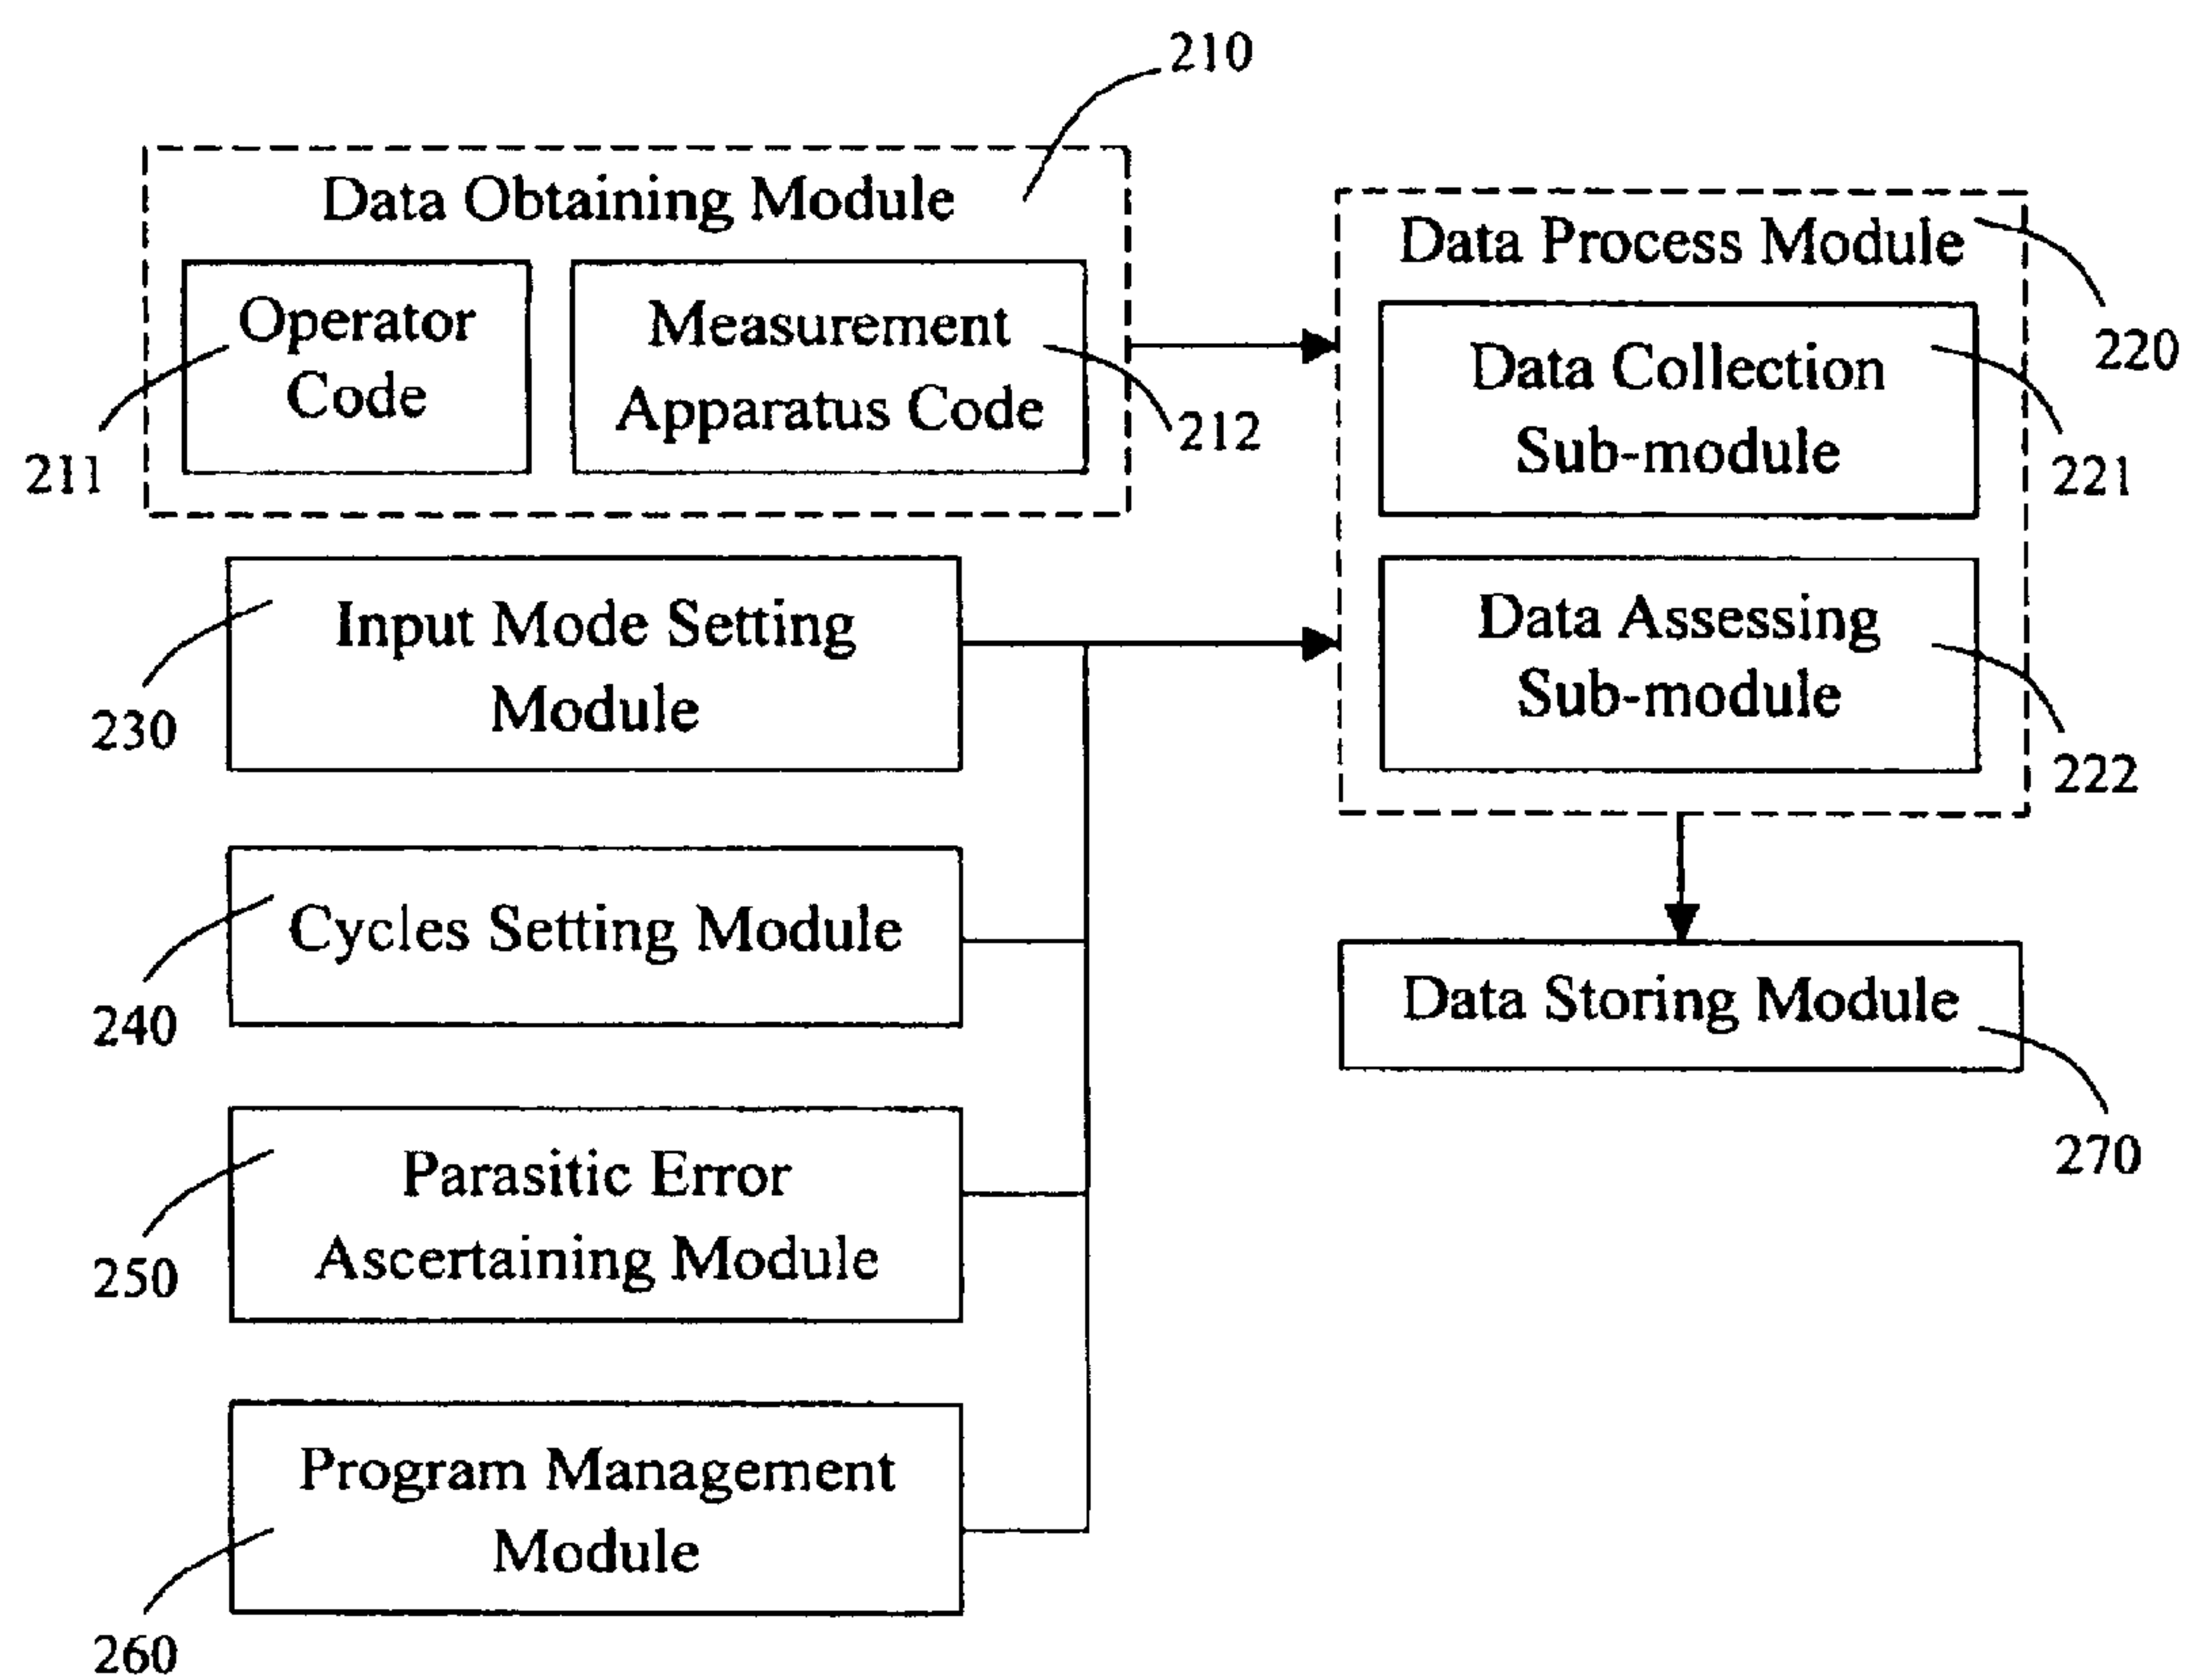 210
Data Obtaining Module
Operator
Code
Measurement
Apparatus Code
211
212
Data Process Module
220
Data Collection
Sub-module
221
Data Assessing
Sub-module
222
Input Mode Setting
Module
230
Cycles Setting Module
240
Data Storing Module
270
Parasitic Error
Ascertaining Module
250
Program Management
Module
260